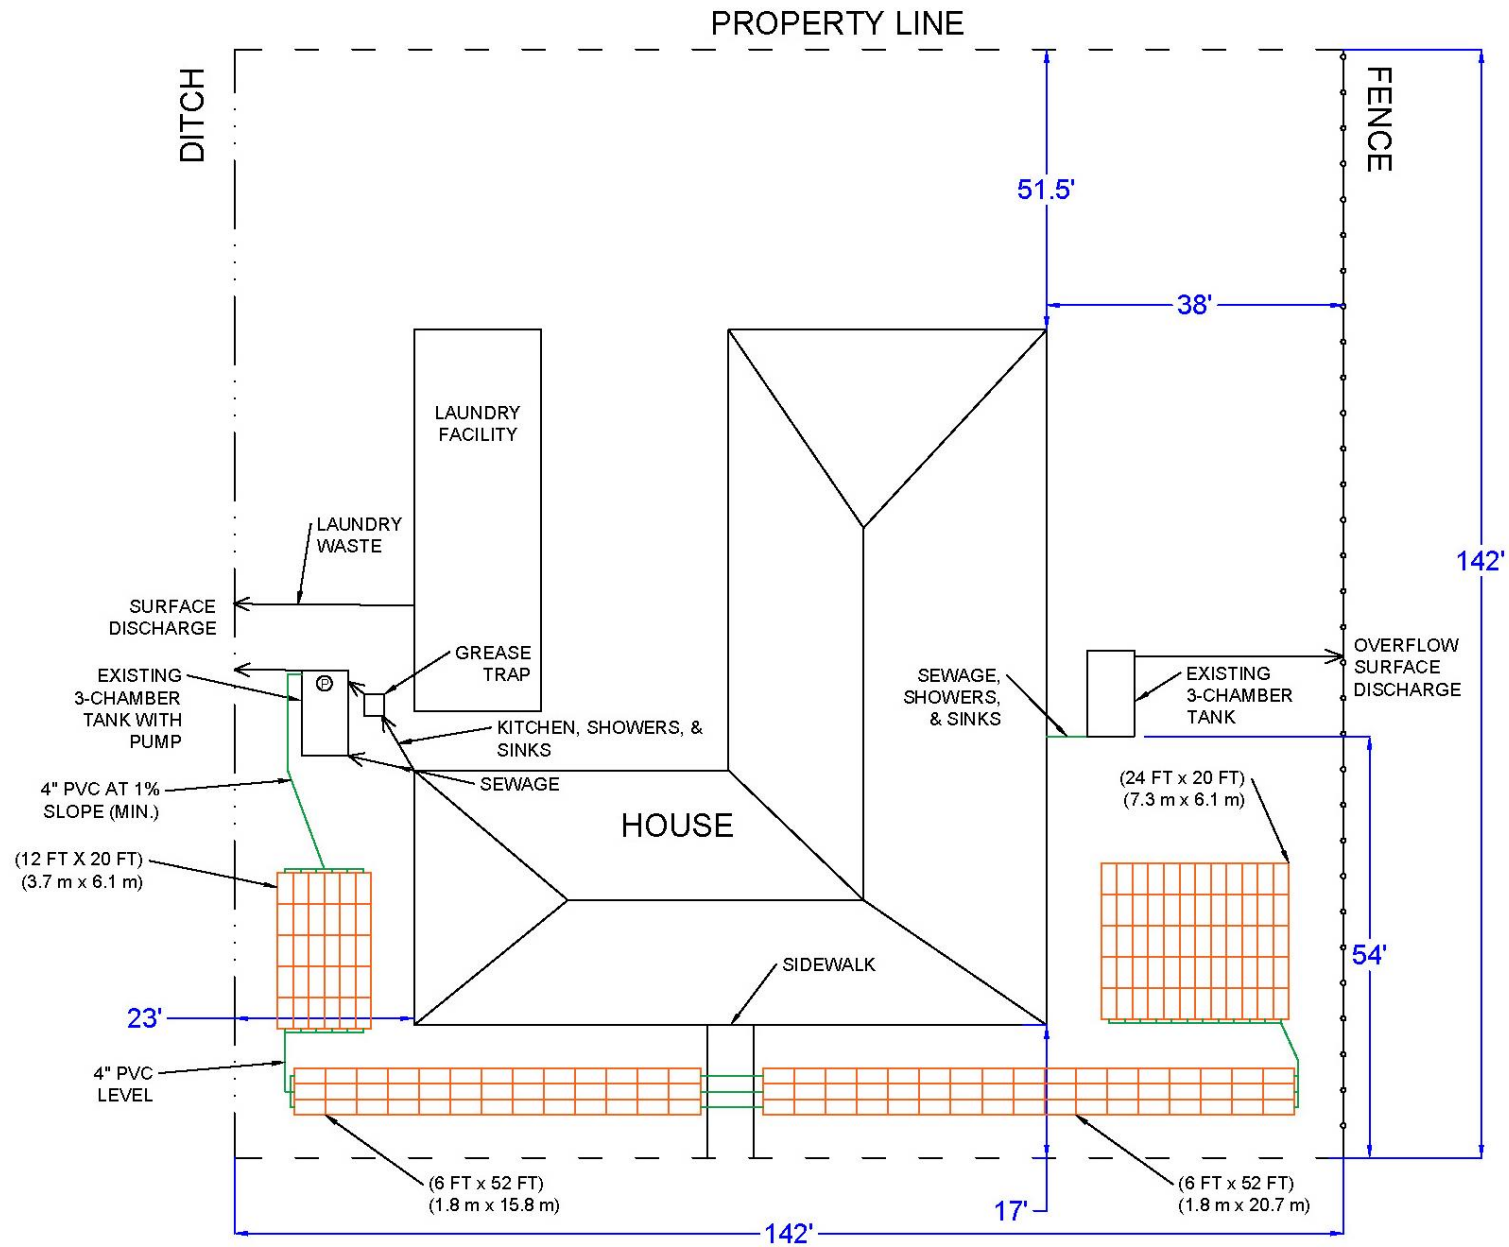 PROPERTY LINE
DITCH
FENCE
51.5'
38'
LAUNDRY
FACILITY
LAUNDRY
WASTE
142'
SURFACE
DISCHARGE
GREASE
TRAP
EXISTING
3-CHAMBER
TANK WITH
PUMP
P
KITCHEN, SHOWERS, &
SINKS
SEWAGE
SEWAGE,
SHOWERS,
& SINKS
EXISTING
3-CHAMBER
TANK
OVERFLOW
SURFACE
DISCHARGE
4" PVC AT 1%
SLOPE (MIN.)
HOUSE
(24 FT x 20 FT)
(7.3 m x 6.1 m)
(12 FT X 20 FT)
(3.7 m x 6.1 m)
54'
SIDEWALK
23'
4" PVC
LEVEL
(6 FT x 52 FT)
(1.8 m x 15.8 m)
(6 FT x 52 FT)
(1.8 m x 20.7 m)
17'
142'